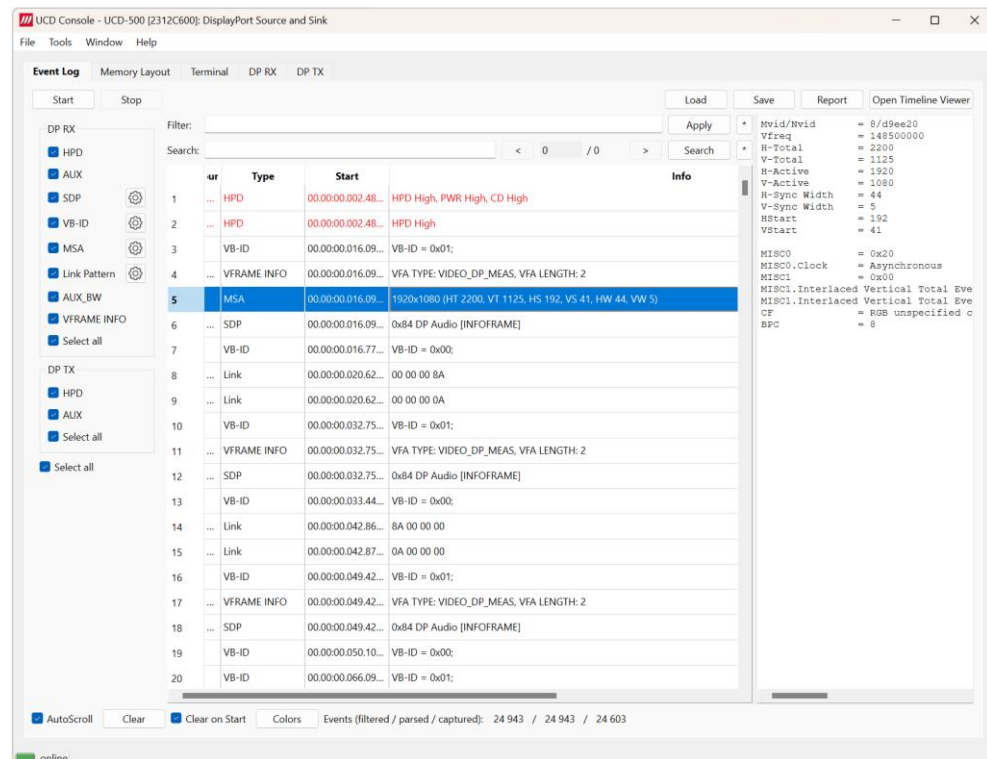 UCD Console - UCD-500 [2312C600]: DisplayPort Source and Sink
File Tools Window Help
Event Log Memory Layout Terminal DP RX DP TX
Start Stop Load Save Report Open Timeline Viewer
DP RX
HPD
AUX
SDP
VB-ID
MSA
Link Pattern
AUX_BW
VFRAME INFO
Select all
DP TX
HPD
AUX
Select all
Select all
Filter: Apply *
Search: < 0 / 0 > Search *
ur Type Start Info
1 ... HPD 00.00:00.002.48... HPD High, PWR High, CD High
2 ... HPD 00.00:00.002.48... HPD High
3 VB-ID 00.00:00.016.09... VB-ID = 0x01;
4 ... VFRAME INFO 00.00:00.016.09... VFA TYPE: VIDEO_DP_MEAS, VFA LENGTH: 2
5 MSA 00.00:00.016.09... 1920x1080 (HT 2200, VT 1125, HS 192, VS 41, HW 44, VW 5)
6 ... SDP 00.00:00.016.09... 0x84 DP Audio [INFOFRAME]
7 VB-ID 00.00:00.016.77... VB-ID = 0x00;
8 ... Link 00.00:00.020.62... 00 00 00 8A
9 ... Link 00.00:00.020.62... 00 00 00 0A
10 VB-ID 00.00:00.032.75... VB-ID = 0x01;
11 ... VFRAME INFO 00.00:00.032.75... VFA TYPE: VIDEO_DP_MEAS, VFA LENGTH: 2
12 ... SDP 00.00:00.032.75... 0x84 DP Audio [INFOFRAME]
13 VB-ID 00.00:00.033.44... VB-ID = 0x00;
14 ... Link 00.00:00.042.86... 8A 00 00 00
15 ... Link 00.00:00.042.87... 0A 00 00 00
16 VB-ID 00.00:00.049.42... VB-ID = 0x01;
17 ... VFRAME INFO 00.00:00.049.42... VFA TYPE: VIDEO_DP_MEAS, VFA LENGTH: 2
18 ... SDP 00.00:00.049.42... 0x84 DP Audio [INFOFRAME]
19 VB-ID 00.00:00.050.10... VB-ID = 0x00;
20 VB-ID 00.00:00.066.09... VB-ID = 0x01;
Mvid/Nvid = 8/d9ee20
Vfreq = 148500000
H-Total = 2200
V-Total = 1125
H-Active = 1920
V-Active = 1080
H-Sync Width = 44
V-Sync Width = 5
HStart = 192
VStart = 41
MISC0 = 0x20
MISC0.Clock = Asynchronous
MISC1 = 0x00
MISC1.Interlaced Vertical Total Eve
MISC1.Interlaced Vertical Total Eve
CF = RGB unspecified c
BPC = 8
AutoScroll Clear Clear on Start Colors Events (filtered / parsed / captured): 24 943 / 24 943 / 24 603
online